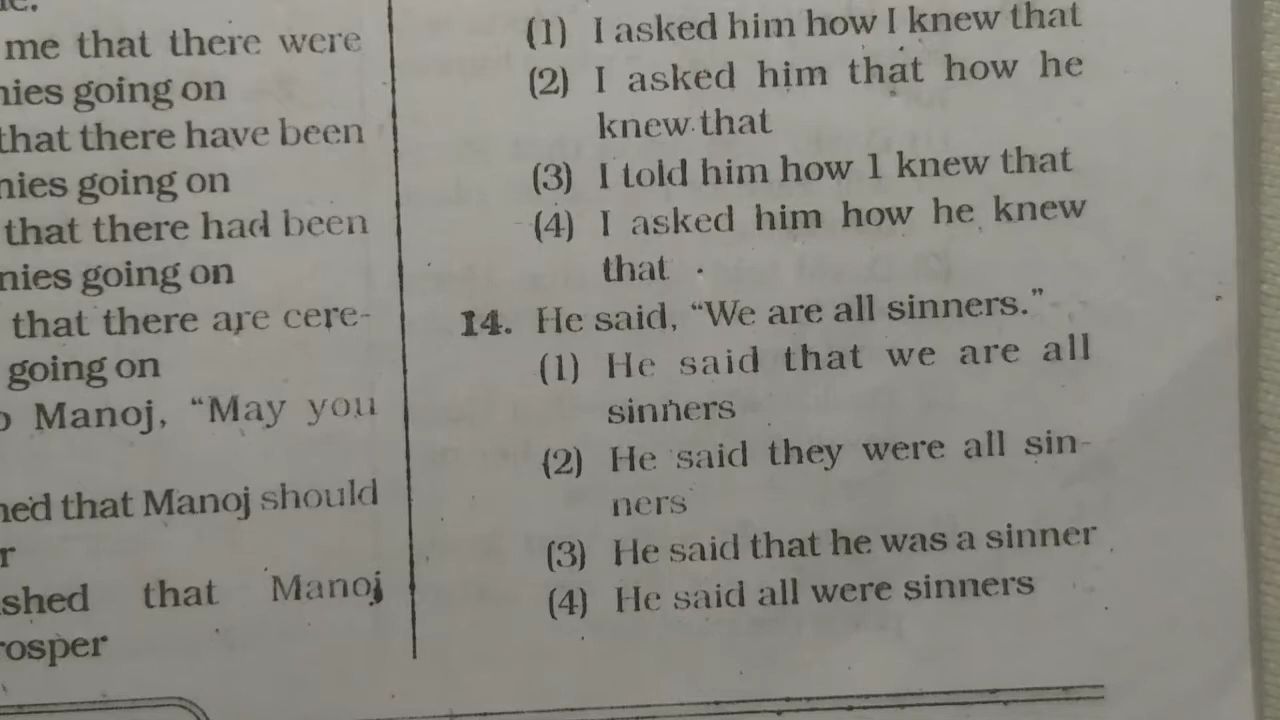 me that there were
nies going on
that there have been
nies going on
that there had been
nies going on
that there are cere-
going on
Manoj, “May you
ned that Manoj should
r
shed that Manoj
rosper
(1) I asked him how I knew that
(2) I asked him that how he
knew that
(3) I told him how 1 knew that
(4) I asked him how he knew
that
14. He said, “We are all sinners.”
(1) He said that we are all
sinners
(2) He said they were all sin-
ners
(3) He said that he was a sinner
(4) He said all were sinners